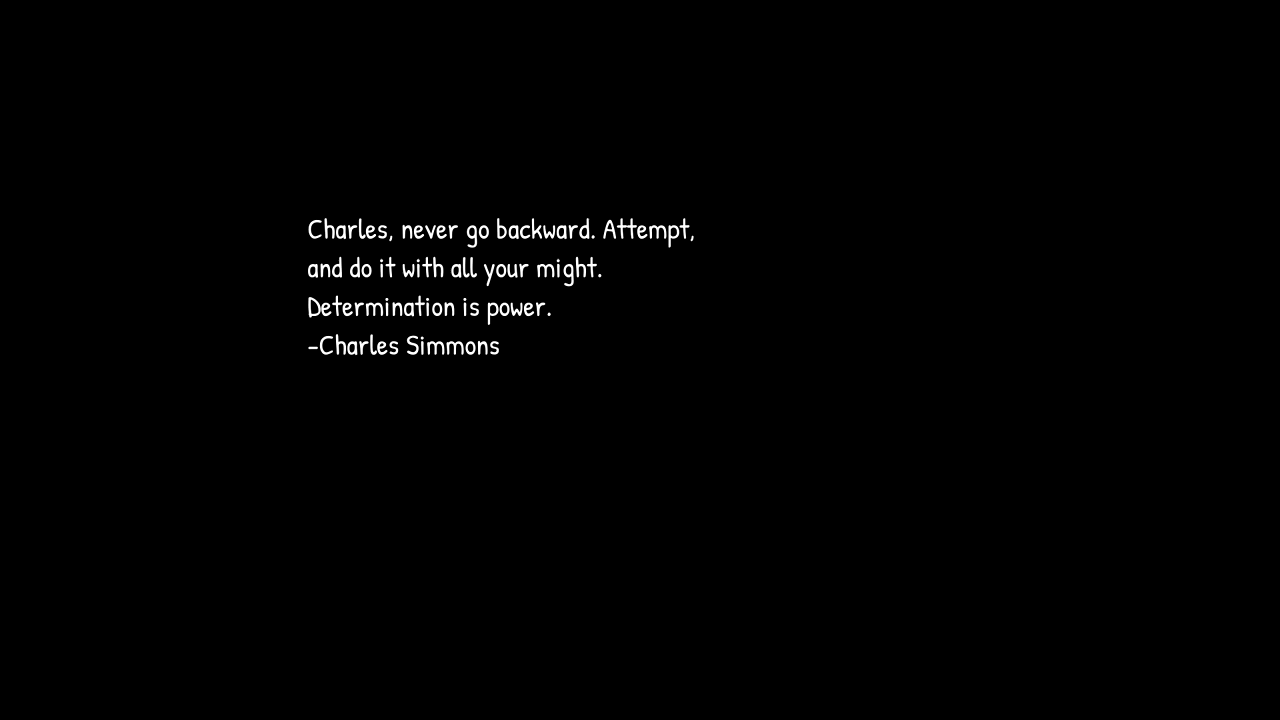 Charles, never go backward. Attempt,
and do it with all your might.
Determination is power.
-Charles Simmons